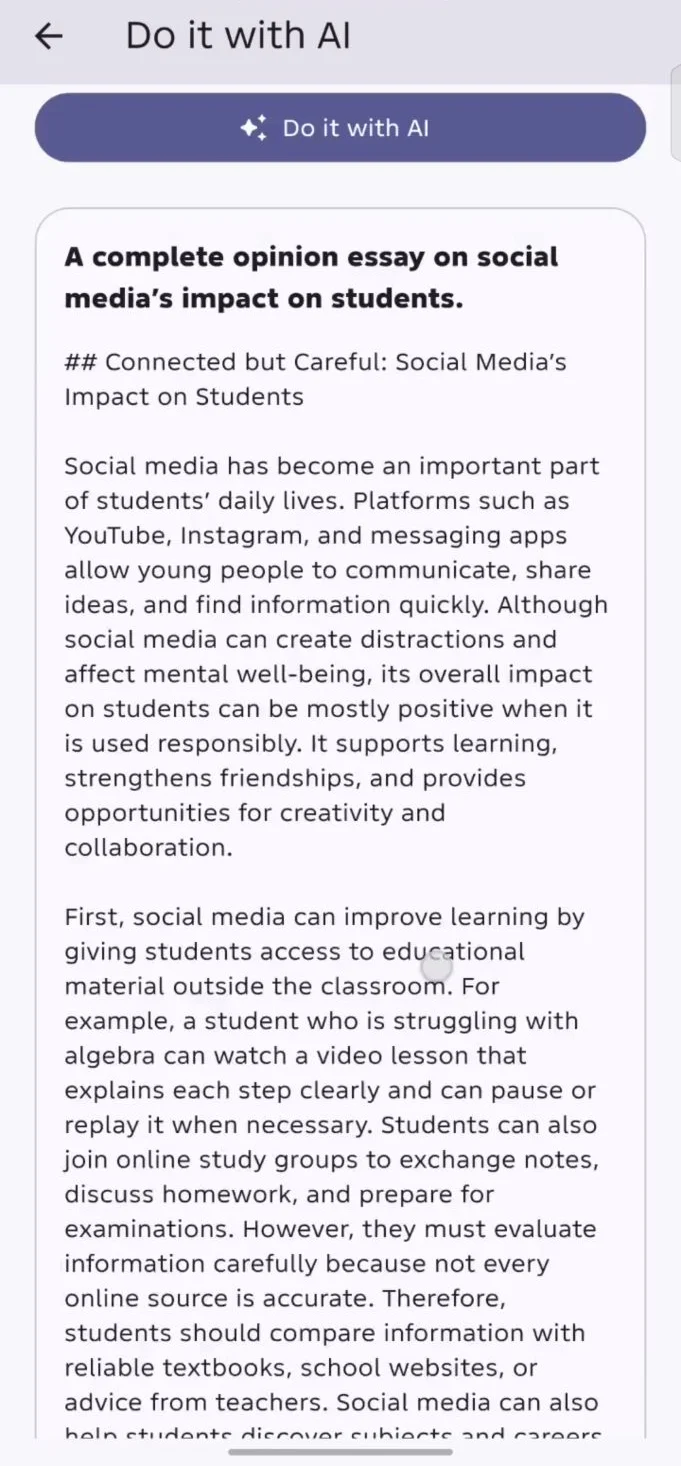 Do it with AI
Do it with AI
A complete opinion essay on social
media’s impact on students.
## Connected but Careful: Social Media’s
Impact on Students
Social media has become an important part
of students’ daily lives. Platforms such as
YouTube, Instagram, and messaging apps
allow young people to communicate, share
ideas, and find information quickly. Although
social media can create distractions and
affect mental well-being, its overall impact
on students can be mostly positive when it
is used responsibly. It supports learning,
strengthens friendships, and provides
opportunities for creativity and
collaboration.
First, social media can improve learning by
giving students access to educational
material outside the classroom. For
example, a student who is struggling with
algebra can watch a video lesson that
explains each step clearly and can pause or
replay it when necessary. Students can also
join online study groups to exchange notes,
discuss homework, and prepare for
examinations. However, they must evaluate
information carefully because not every
online source is accurate. Therefore,
students should compare information with
reliable textbooks, school websites, or
advice from teachers. Social media can also
help students discover subjects and careers